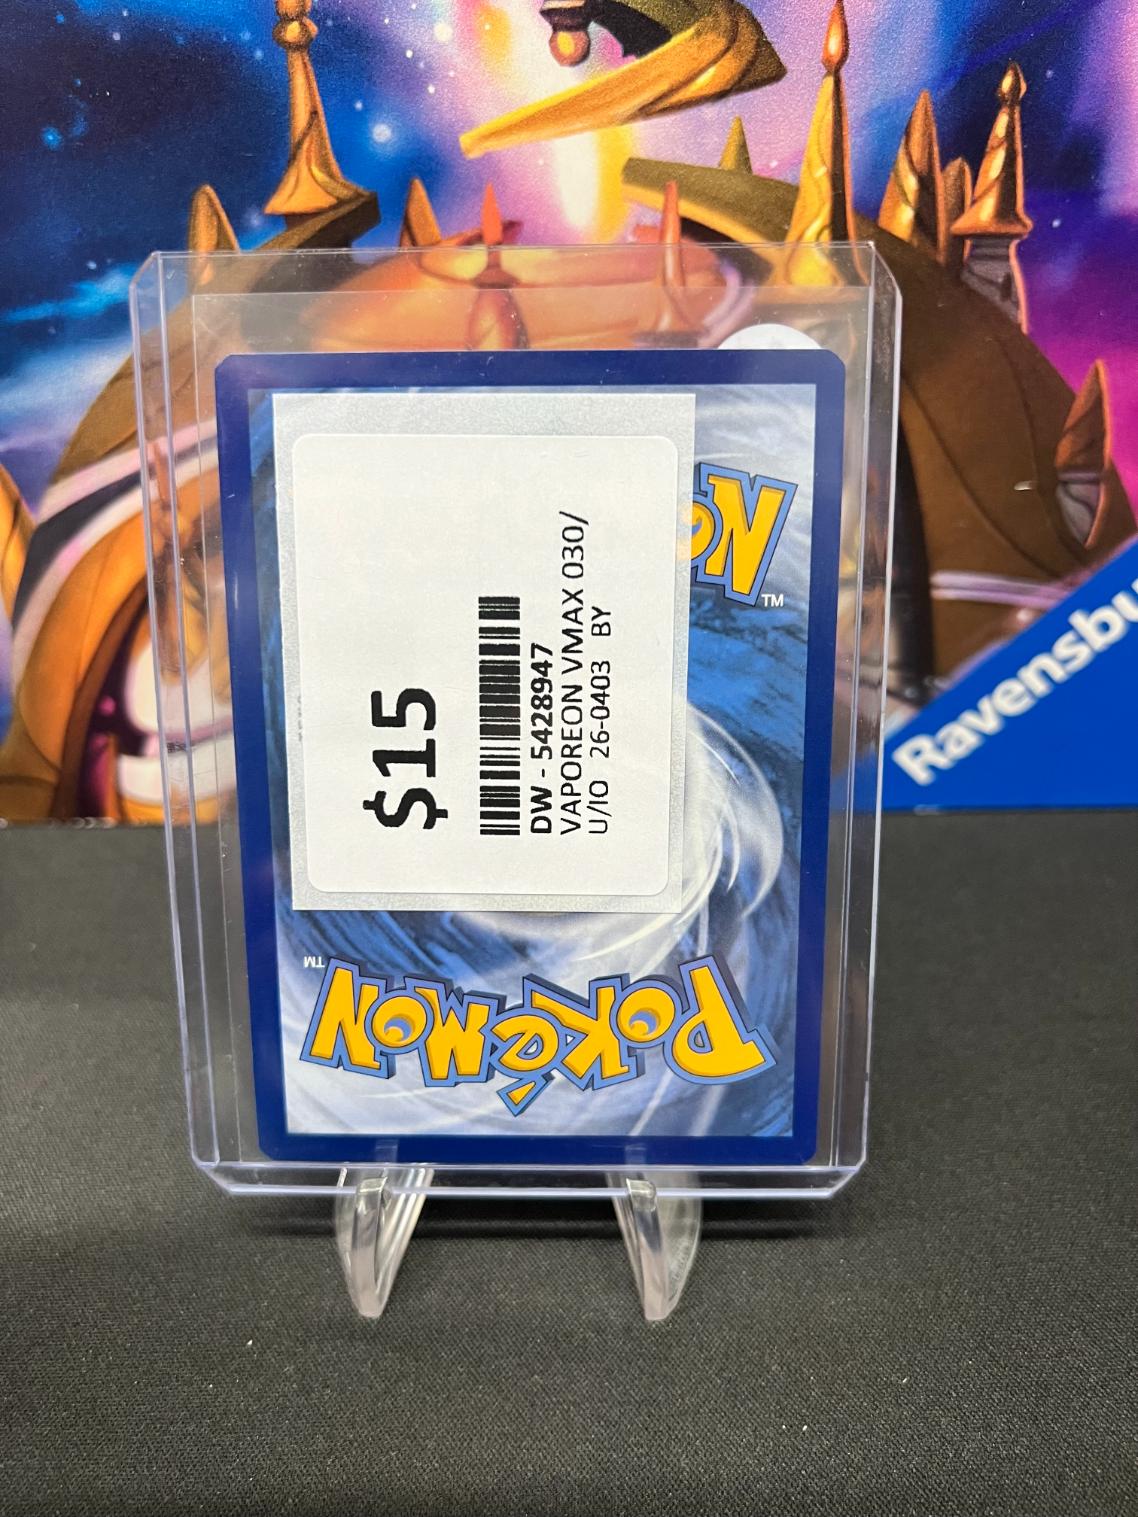 $15
DW - 5428947
VAPOREON VMAX 030/
U/IO 26-0403 BY
TM
POKéMON
TM
Ravensbu